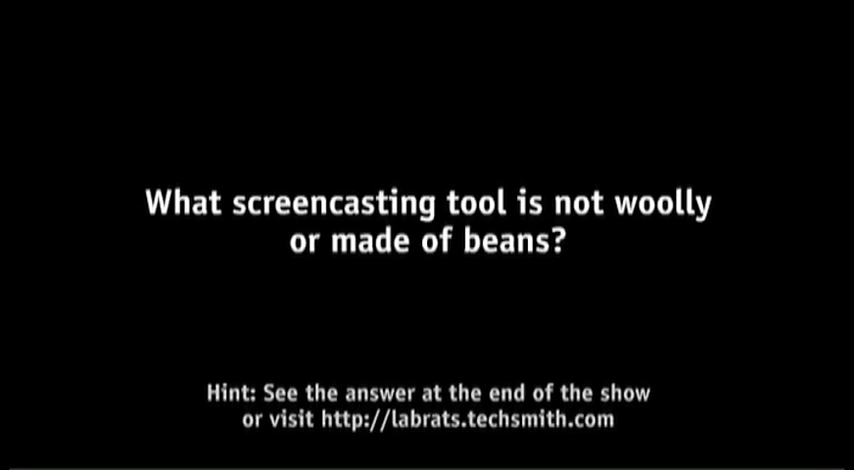 What screencasting tool is not woolly
or made of beans?
Hint: See the answer at the end of the show
or visit http://labrats.techsmith.com